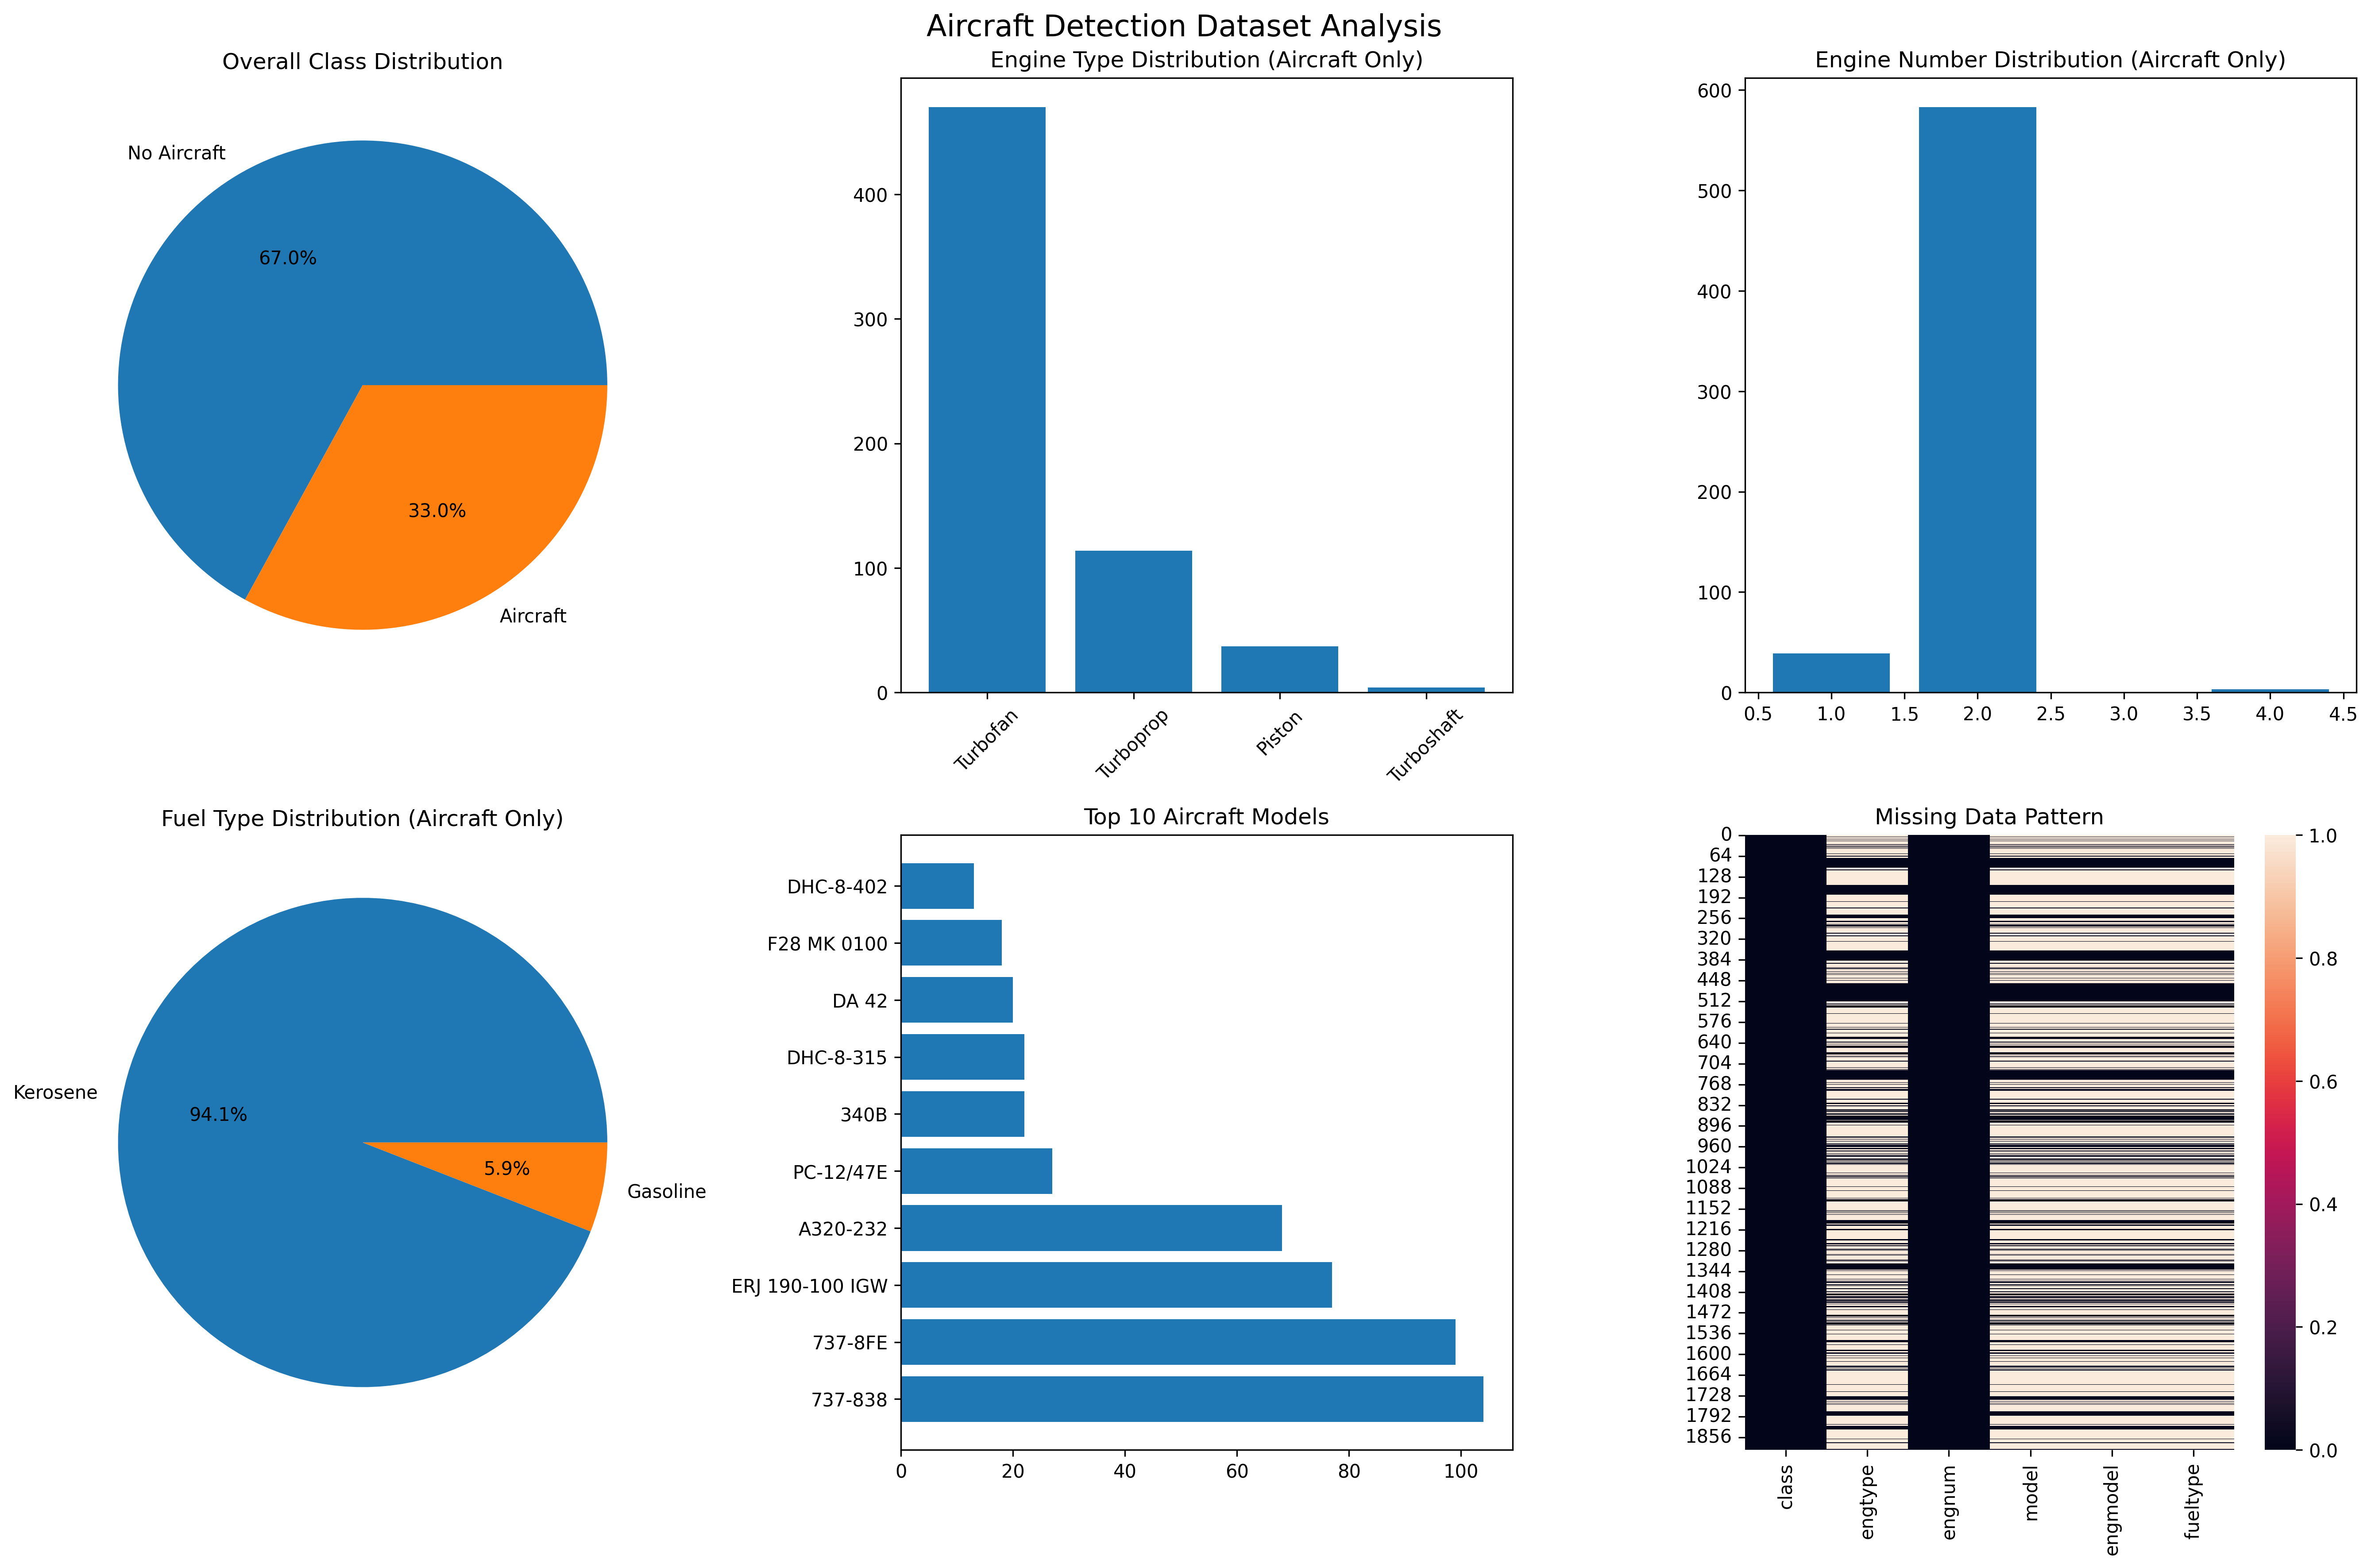 Aircraft Detection Dataset Analysis
Overall Class Distribution
No Aircraft
67.0%
33.0%
Aircraft
Engine Type Distribution (Aircraft Only)
400
300
200
100
0
Turbofan
Turboprop
Piston
Turboshaft
Engine Number Distribution (Aircraft Only)
600
500
400
300
200
100
0
0.5 1.0 1.5 2.0 2.5 3.0 3.5 4.0 4.5
Fuel Type Distribution (Aircraft Only)
Kerosene
94.1%
5.9%
Gasoline
Top 10 Aircraft Models
DHC-8-402
F28 MK 0100
DA 42
DHC-8-315
340B
PC-12/47E
A320-232
ERJ 190-100 IGW
737-8FE
737-838
0 20 40 60 80 100
Missing Data Pattern
0
64
128
192
256
320
384
448
512
576
640
704
768
832
896
960
1024
1088
1152
1216
1280
1344
1408
1472
1536
1600
1664
1728
1792
1856
class
engtype
engnum
model
engmodel
fueltype
1.0
0.8
0.6
0.4
0.2
0.0